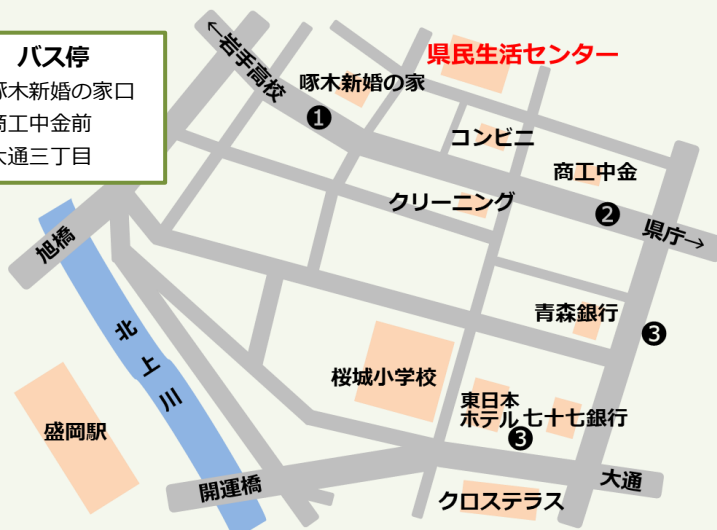 バス停
啄木新婚の家口
商工中金前
大通三丁目
←岩手高校
県民生活センター
啄木新婚の家
❶
コンビニ
商工中金
クリーニング
❷
県庁→
旭橋
北上川
青森銀行
❸
桜城小学校
東日本
ホテル
七十七銀行
❸
盛岡駅
開運橋
大通
クロステラス